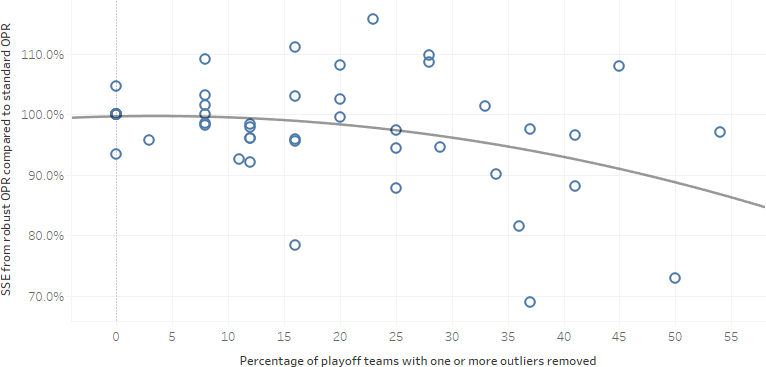 SSE from robust OPR compared to standard OPR
110.0%
100.0%
90.0%
80.0%
70.0%
0 5 10 15 20 25 30 35 40 45 50 55
Percentage of playoff teams with one or more outliers removed